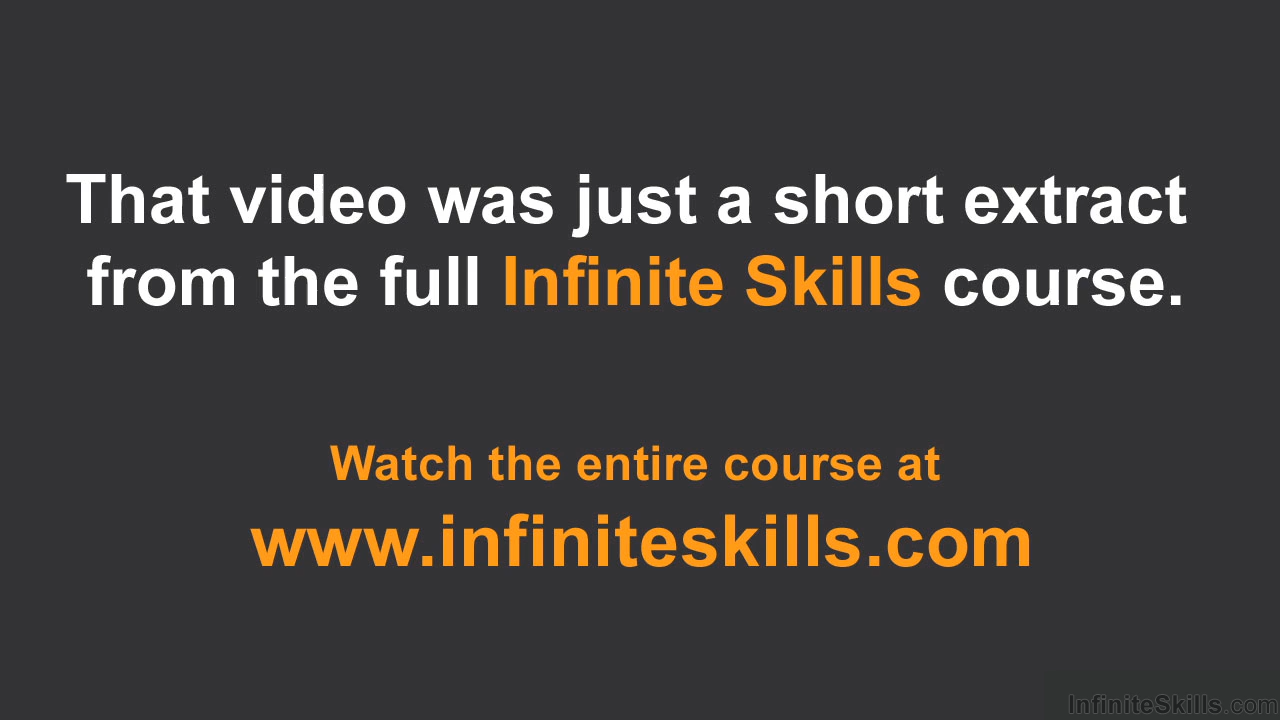 That video was just a short extract
from the full Infinite Skills course.
Watch the entire course at
www.infiniteskills.com
InfiniteSkills.com